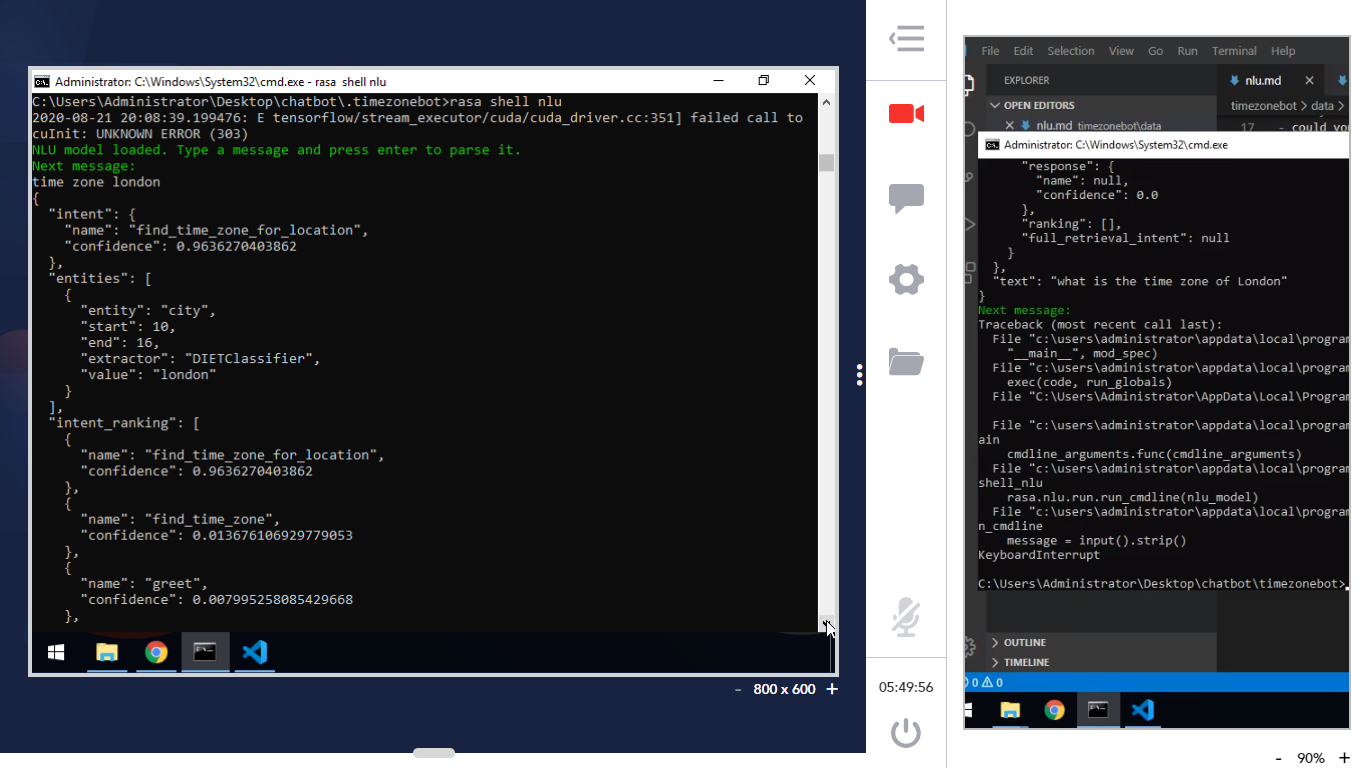 Administrator: C:\Windows\System32\cmd.exe - rasa shell nlu
C:\Users\Administrator\Desktop\chatbot\.timezonebot>rasa shell nlu
2020-08-21 20:08:39.199476: E tensorflow/stream_executor/cuda/cuda_driver.cc:351] failed call to
cuInit: UNKNOWN ERROR (303)
NLU model loaded. Type a message and press enter to parse it.
Next message:
time zone london
{
"intent": {
"name": "find_time_zone_for_location",
"confidence": 0.9636270403862
},
"entities": [
{
"entity": "city",
"start": 10,
"end": 16,
"extractor": "DIETClassifier",
"value": "london"
}
],
"intent_ranking": [
{
"name": "find_time_zone_for_location",
"confidence": 0.9636270403862
},
{
"name": "find_time_zone",
"confidence": 0.013676106929779053
},
{
"name": "greet",
"confidence": 0.007995258085429668
},
- 800 x 600 +
05:49:56
File Edit Selection View Go Run Terminal Help
EXPLORER
nlu.md
OPEN EDITORS
timezonebot > data >
nlu.md timezonebot\data
17 - could you
Administrator: C:\Windows\System32\cmd.exe
"response": {
"name": null,
"confidence": 0.0
},
"ranking": [],
"full_retrieval_intent": null
}
},
"text": "what is the time zone of London"
}
Next message:
Traceback (most recent call last):
File "c:\users\administrator\appdata\local\program
"__main__", mod_spec)
File "c:\users\administrator\appdata\local\program
exec(code, run_globals)
File "C:\Users\Administrator\AppData\Local\Program
File "c:\users\administrator\appdata\local\program
ain
cmdline_arguments.func(cmdline_arguments)
File "c:\users\administrator\appdata\local\program
shell_nlu
rasa.nlu.run.run_cmdline(nlu_model)
File "c:\users\administrator\appdata\local\program
n_cmdline
message = input().strip()
KeyboardInterrupt
C:\Users\Administrator\Desktop\chatbot\timezonebot>
OUTLINE
TIMELINE
0 0
- 90% +